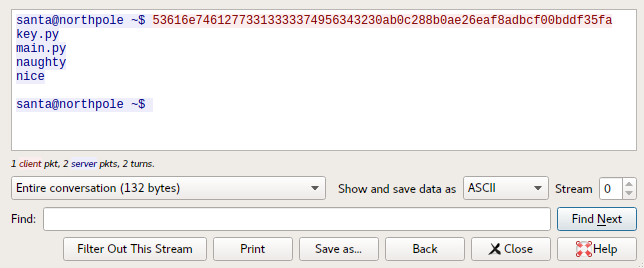 santa@northpole ~$ 53616e74612773313333374956343230ab0c288b0ae26eaf8adbcf00bddf35fa
key.py
main.py
naughty
nice
santa@northpole ~$
1 client pkt, 2 server pkts, 2 turns.
Entire conversation (132 bytes) Show and save data as ASCII Stream 0
Find: Find Next
Filter Out This Stream Print Save as... Back Close Help